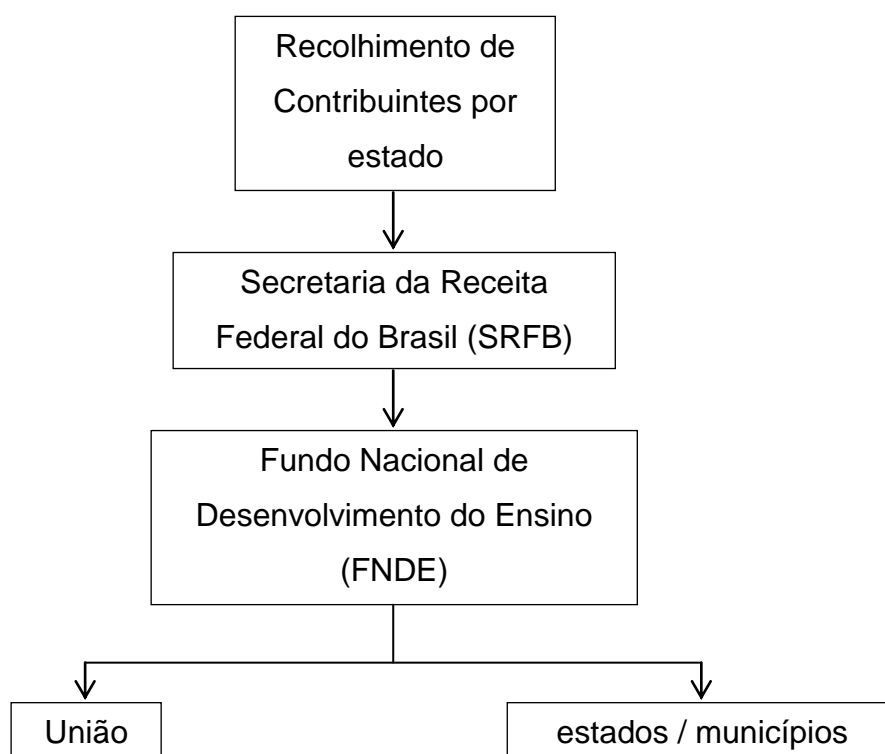 Recolhimento de
Contribuintes por
estado
Secretaria da Receita
Federal do Brasil (SRFB)
Fundo Nacional de
Desenvolvimento do Ensino
(FNDE)
União
estados / municípios